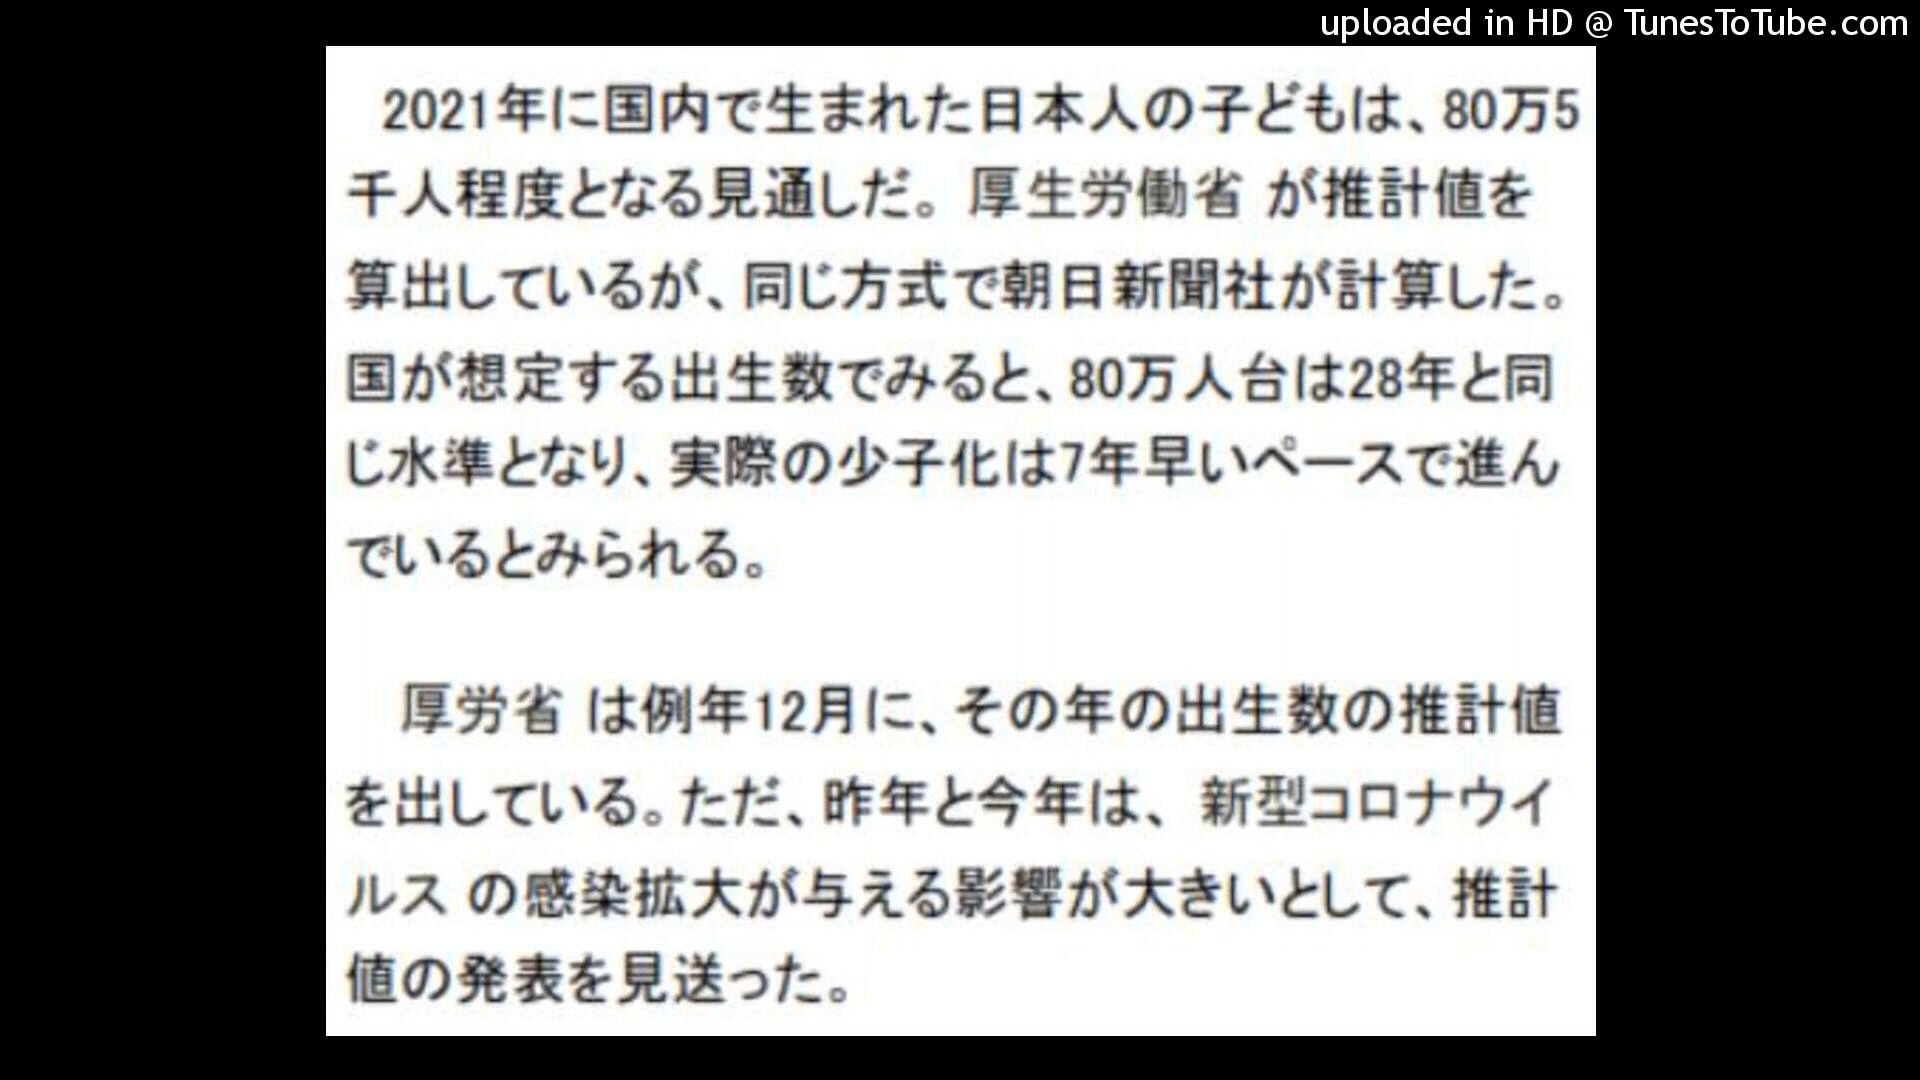 uploaded in HD @ TunesToTube.com
2021年に国内で生まれた日本人の子どもは、80万5
千人程度となる見通しだ。厚生労働省 が推計値を
算出しているが、同じ方式で朝日新聞社が計算した。
国が想定する出生数でみると、80万人台は28年と同
じ水準となり、実際の少子化は7年早いペースで進ん
でいるとみられる。
厚労省 は例年12月に、その年の出生数の推計値
を出している。ただ、昨年と今年は、新型コロナウイ
ルス の感染拡大が与える影響が大きいとして、推計
値の発表を見送った。